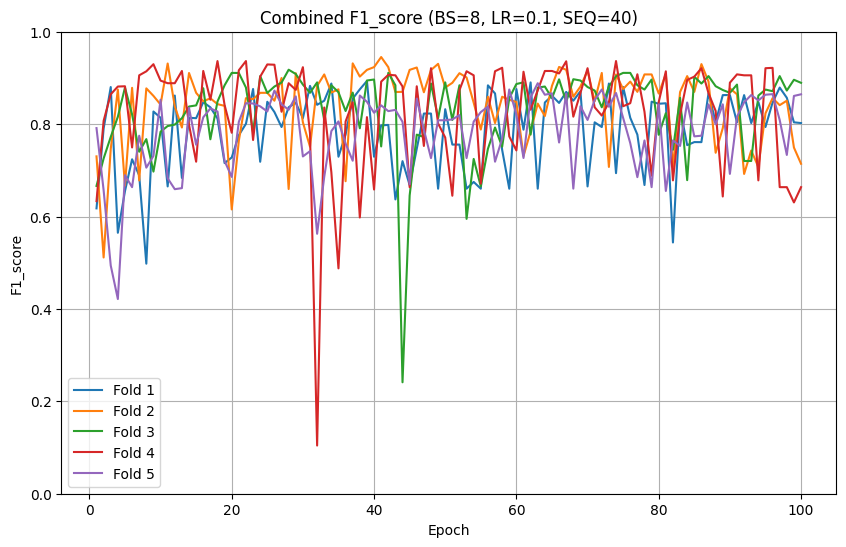 Combined F1_score (BS=8, LR=0.1, SEQ=40)
F1_score
1.0
0.8
0.6
0.4
0.2
0.0
Fold 1
Fold 2
Fold 3
Fold 4
Fold 5
0 20 40 60 80 100
Epoch